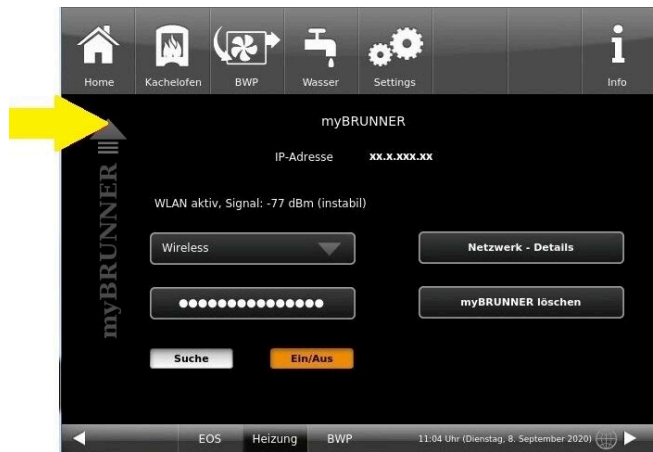 Home Kachelofen BWP Wasser Settings Info
myBRUNNER
myBRUNNER
IP-Adresse xx.x.xxx.xx
WLAN aktiv, Signal: -77 dBm (instabil)
Wireless Netzwerk - Details
myBRUNNER löschen
Suche Ein/Aus
EOS Heizung BWP 11:04 Uhr (Dienstag, 8. September 2020)